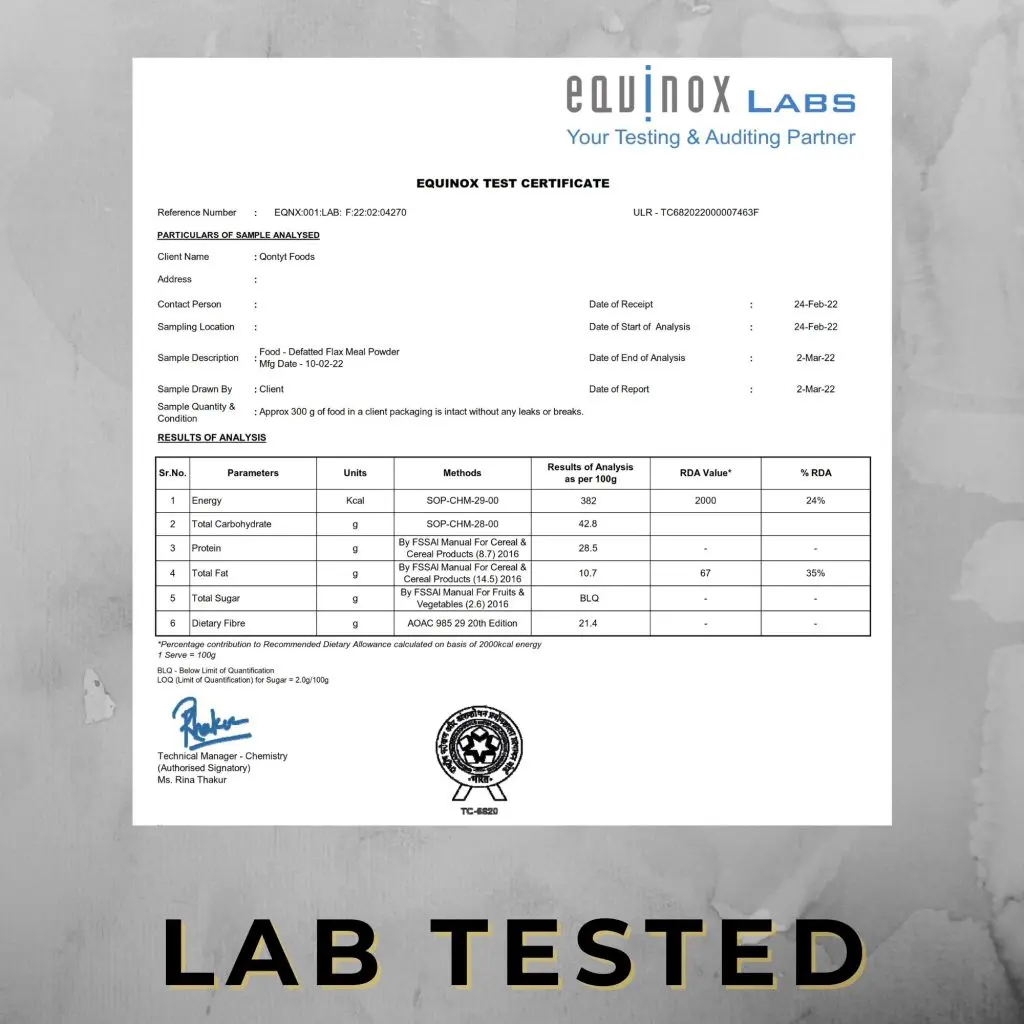 equinox LABS
Your Testing & Auditing Partner
EQUINOX TEST CERTIFICATE
Reference Number : EQNX:001:LAB: F:22:02:04270 ULR - TC682022000007463F
PARTICULARS OF SAMPLE ANALYSED
Client Name : Qontyt Foods
Address :
Contact Person : Date of Receipt : 24-Feb-22
Sampling Location : Date of Start of Analysis : 24-Feb-22
Sample Description : Food - Defatted Flax Meal Powder
Mfg Date - 10-02-22 Date of End of Analysis : 2-Mar-22
Sample Drawn By : Client Date of Report : 2-Mar-22
Sample Quantity &
Condition : Approx 300 g of food in a client packaging is intact without any leaks or breaks.
RESULTS OF ANALYSIS
Sr.No. Parameters Units Methods Results of Analysis as per 100g RDA Value* % RDA
1 Energy Kcal SOP-CHM-29-00 382 2000 24%
2 Total Carbohydrate g SOP-CHM-28-00 42.8
3 Protein g By FSSAI Manual For Cereal & Cereal Products (8.7) 2016 28.5 - -
4 Total Fat g By FSSAI Manual For Cereal & Cereal Products (14.5) 2016 10.7 67 35%
5 Total Sugar g By FSSAI Manual For Fruits & Vegetables (2.6) 2016 BLQ - -
6 Dietary Fibre g AOAC 985 29 20th Edition 21.4 - -
*Percentage contribution to Recommended Dietary Allowance calculated on basis of 2000kcal energy
1 Serve = 100g
BLQ - Below Limit of Quantification
LOQ (Limit of Quantification) for Sugar = 2.0g/100g
Technical Manager - Chemistry
(Authorised Signatory)
Ms. Rina Thakur
भारत
TC-6820
LAB TESTED